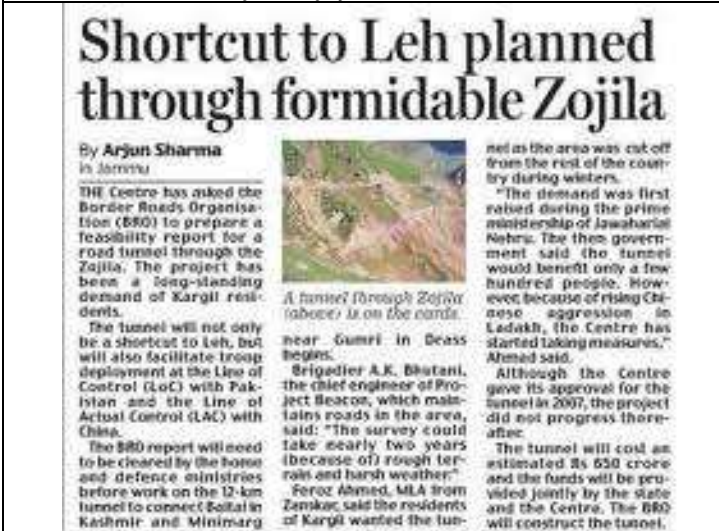 Shortcut to Leh planned
through formidable Zojila
By Arjun Sharma
in Jammu
THE Centre has asked the
Border Roads Organisa-
tion (BRO) to prepare a
feasibility report for a
road tunnel through the
Zojila. The project has
been a long-standing
demand of Kargil resi-
dents.
The tunnel will not only
be a shortcut to Leh, but
will also facilitate troop
deployment at the Line of
Control (LoC) with Pak-
istan and the Line of
Actual Control (LAC) with
China.
The BRO report will need
to be cleared by the home
and defence ministries
before work on the 12-km
tunnel to connect Baltal in
Kashmir and Minimarg
A tunnel through Zojila
(above) is on the cards.
near Gumri in Drass
begins.
Brigadier A.K. Bhutani,
the chief engineer of Pro-
ject Beacon, which main-
tains roads in the area,
said: "The survey could
take nearly two years
(because of) rough ter-
rain and harsh weather."
Feroz Ahmed, MLA from
Zanskar, said the residents
of Kargil wanted the tun-
nel as the area was cut off
from the rest of the coun-
try during winters.
"The demand was first
raised during the prime
ministership of Jawaharlal
Nehru. The then govern-
ment said the tunnel
would benefit only a few
hundred people. How-
ever, because of rising Chi-
nese aggression in
Ladakh, the Centre has
started taking measures,"
Ahmed said.
Although the Centre
gave its approval for the
tunnel in 2007, the project
did not progress there-
after.
The tunnel will cost an
estimated Rs 650 crore
and the funds will be pro-
vided jointly by the state
and the Centre. The BRO
will construct the tunnel.